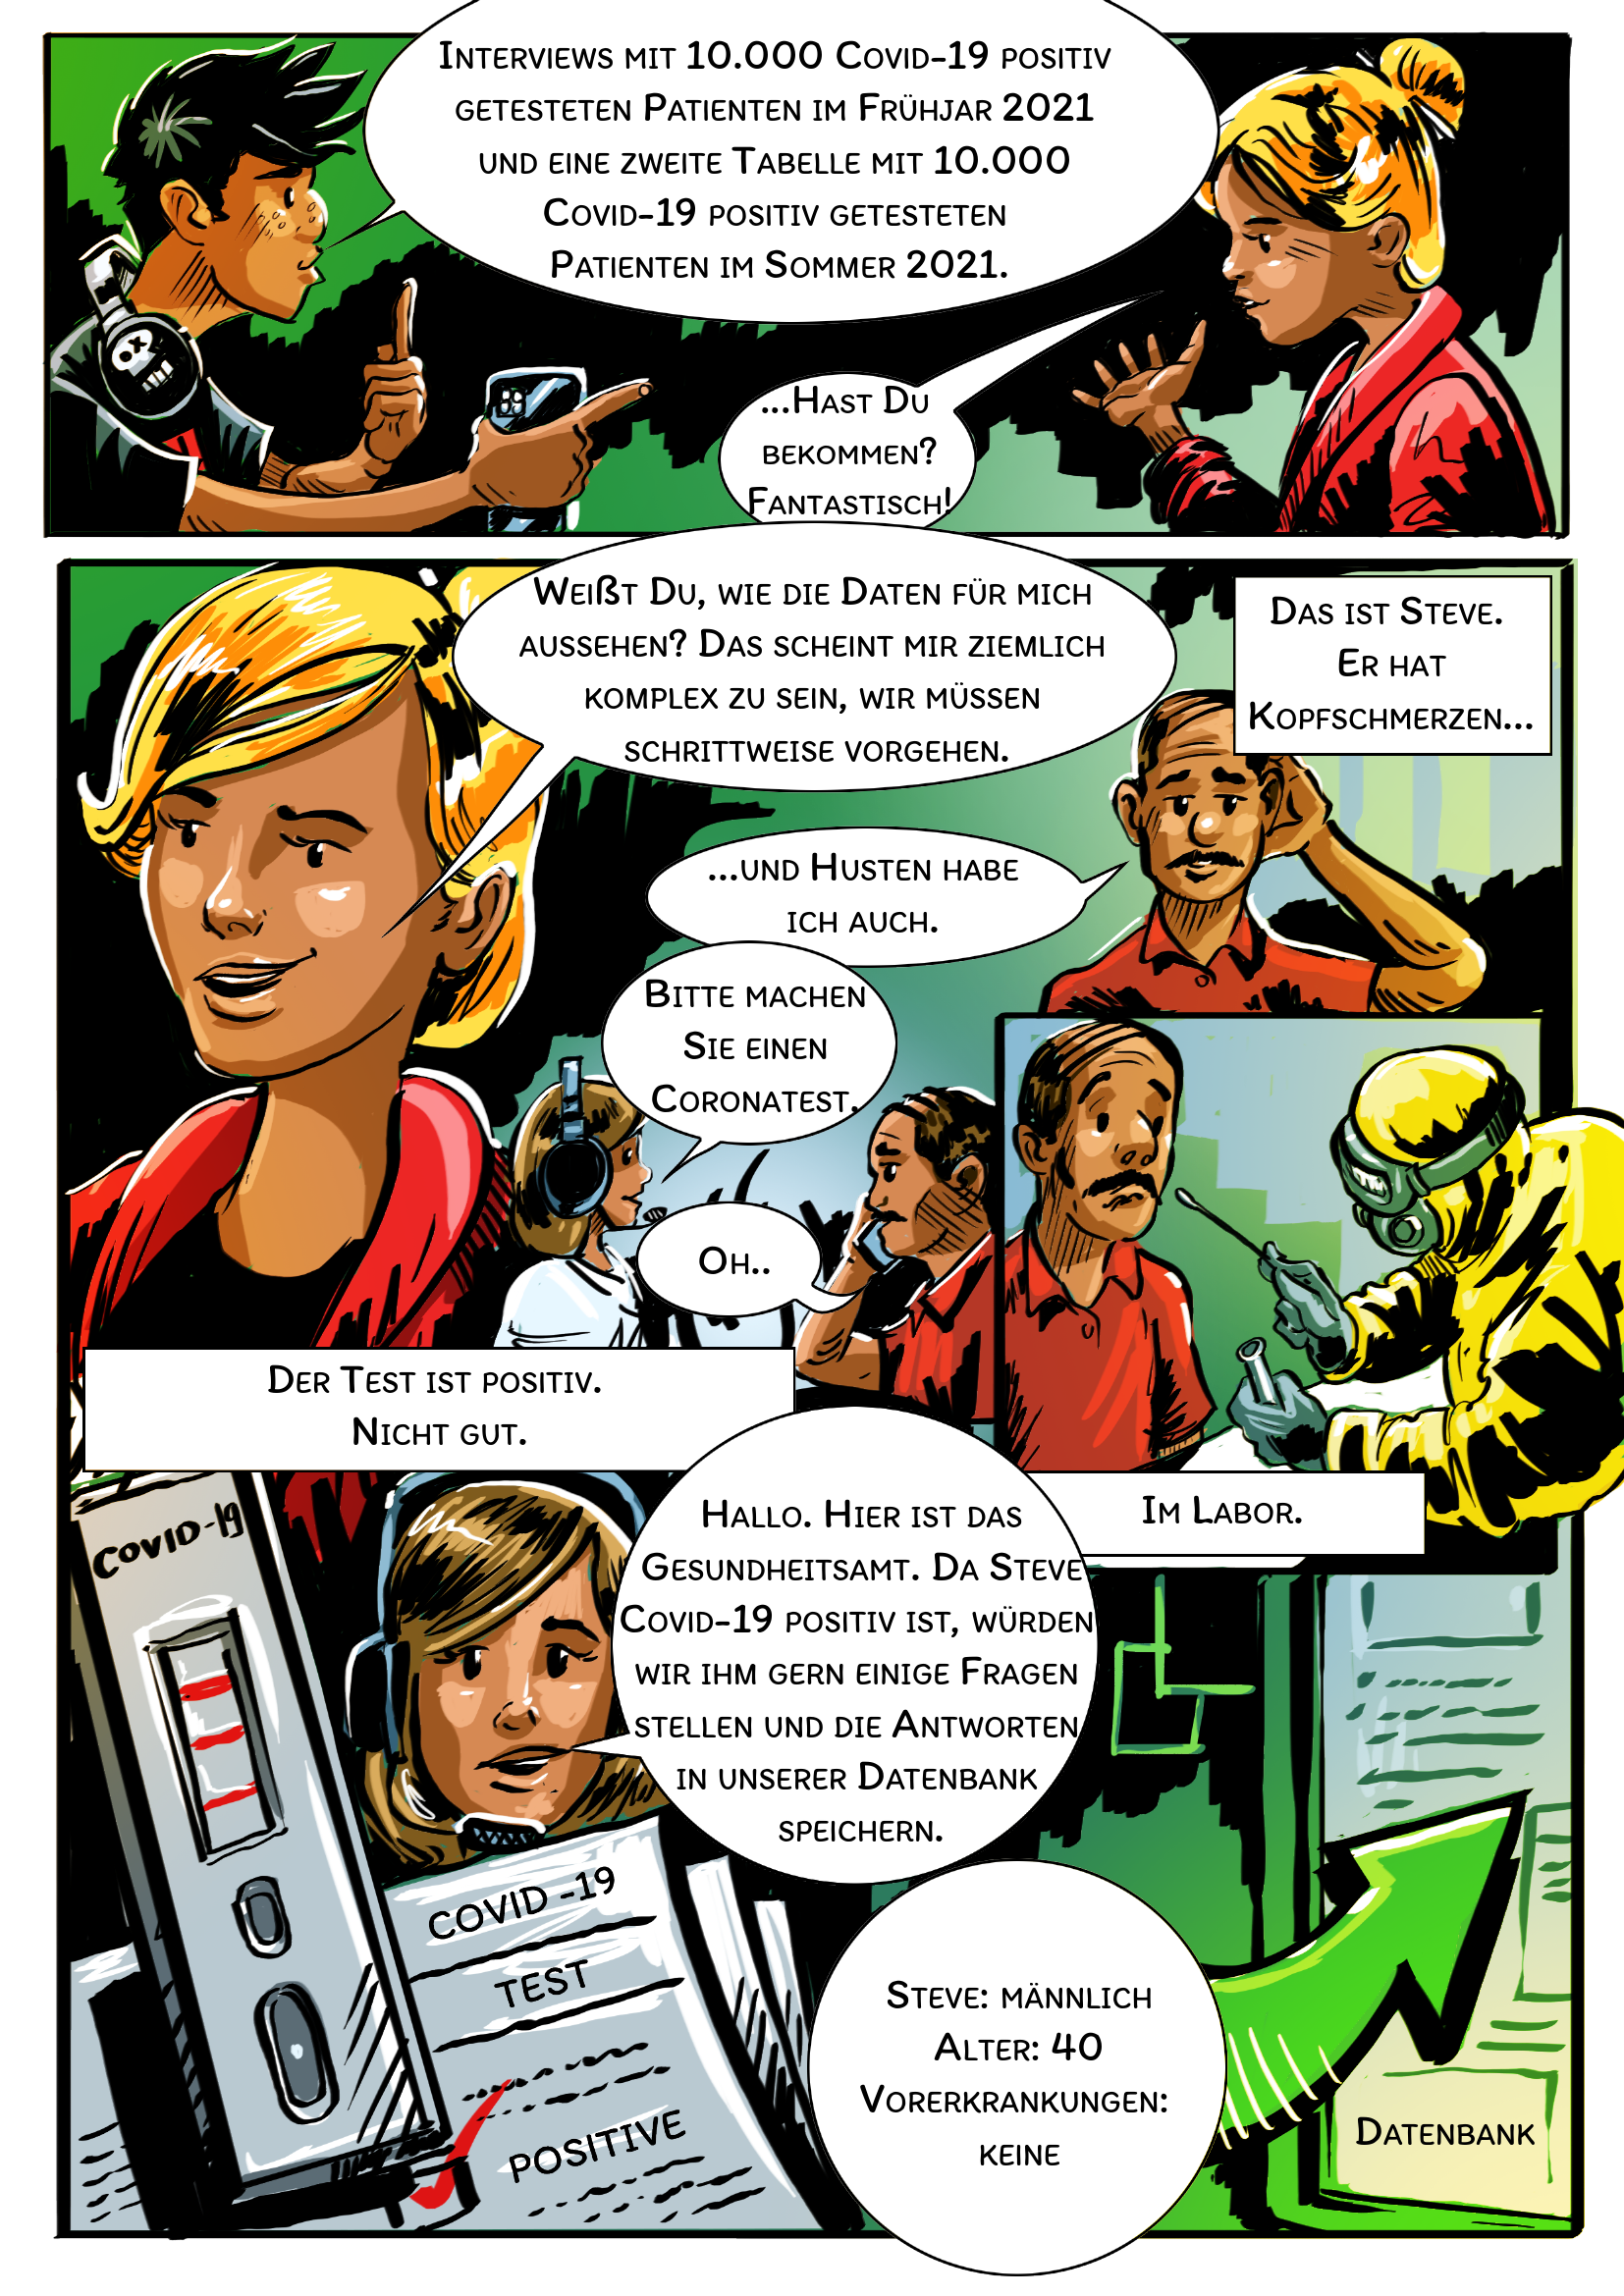 Interviews mit 10.000 Covid-19 positiv
getesteten Patienten im Frühjar 2021
und eine zweite Tabelle mit 10.000
Covid-19 positiv getesteten
Patienten im Sommer 2021.
...Hast Du
bekommen?
Fantastisch!
Weißt Du, wie die Daten für mich
aussehen? Das scheint mir ziemlich
komplex zu sein, wir müssen
schrittweise vorgehen.
Das ist Steve.
Er hat
Kopfschmerzen...
...und Husten habe
ich auch.
Bitte machen
Sie einen
Coronatest.
Oh..
Im Labor.
Der Test ist positiv.
Nicht gut.
Covid-19
Hallo. Hier ist das
Gesundheitsamt. Da Steve
Covid-19 positiv ist, würden
wir ihm gern einige Fragen
stellen und die Antworten
in unserer Datenbank
speichern.
COVID-19
TEST
POSITIVE
Steve: männlich
Alter: 40
Vorerkrankungen:
keine
Datenbank